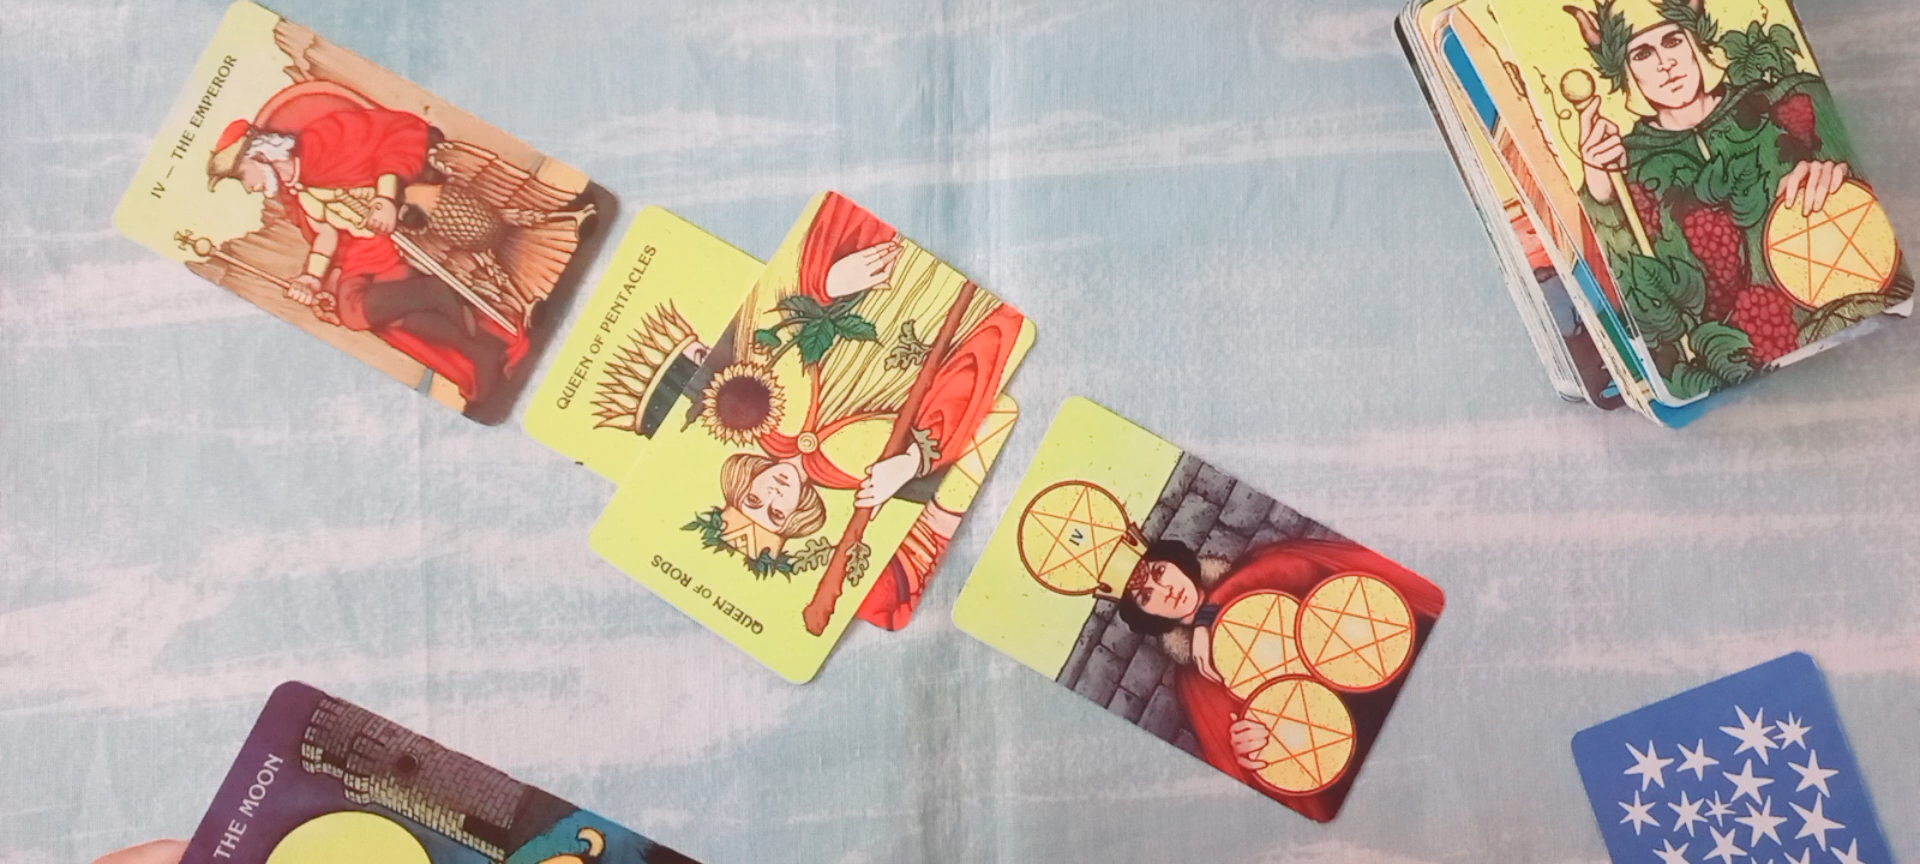 IV — THE EMPEROR
QUEEN OF PENTACLES
QUEEN OF RODS
IV
THE MOON